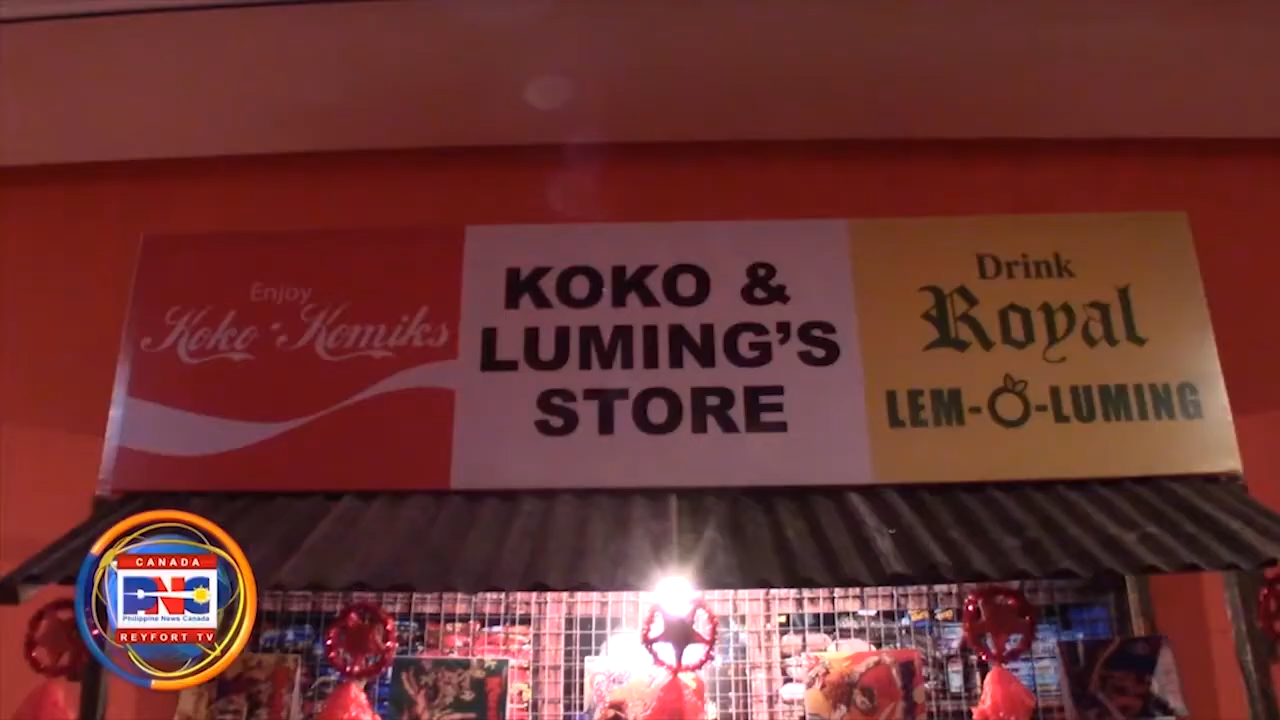 Enjoy
Koko Komiks
KOKO &
LUMING'S
STORE
Drink
Royal
LEM-O-LUMING
CANADA
PNC
Philippine News Canada
REYFORT TV